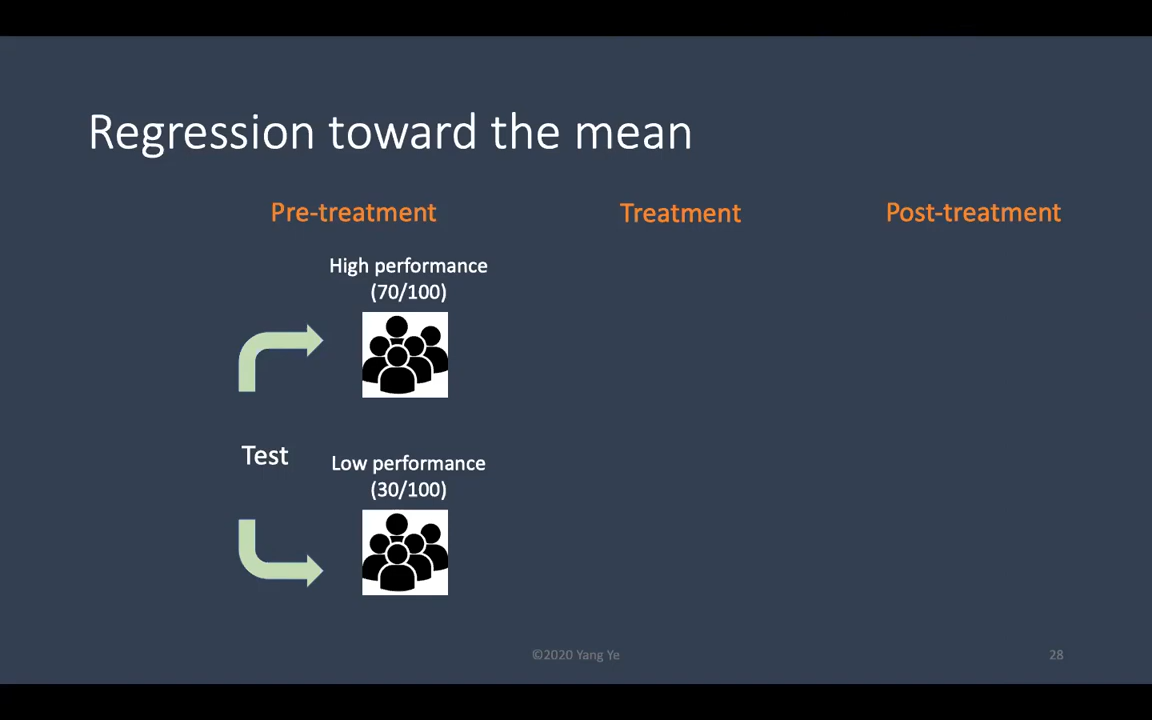 Regression toward the mean
Pre-treatment
Treatment
Post-treatment
High performance
(70/100)
Test
Low performance
(30/100)
©2020 Yang Ye
28